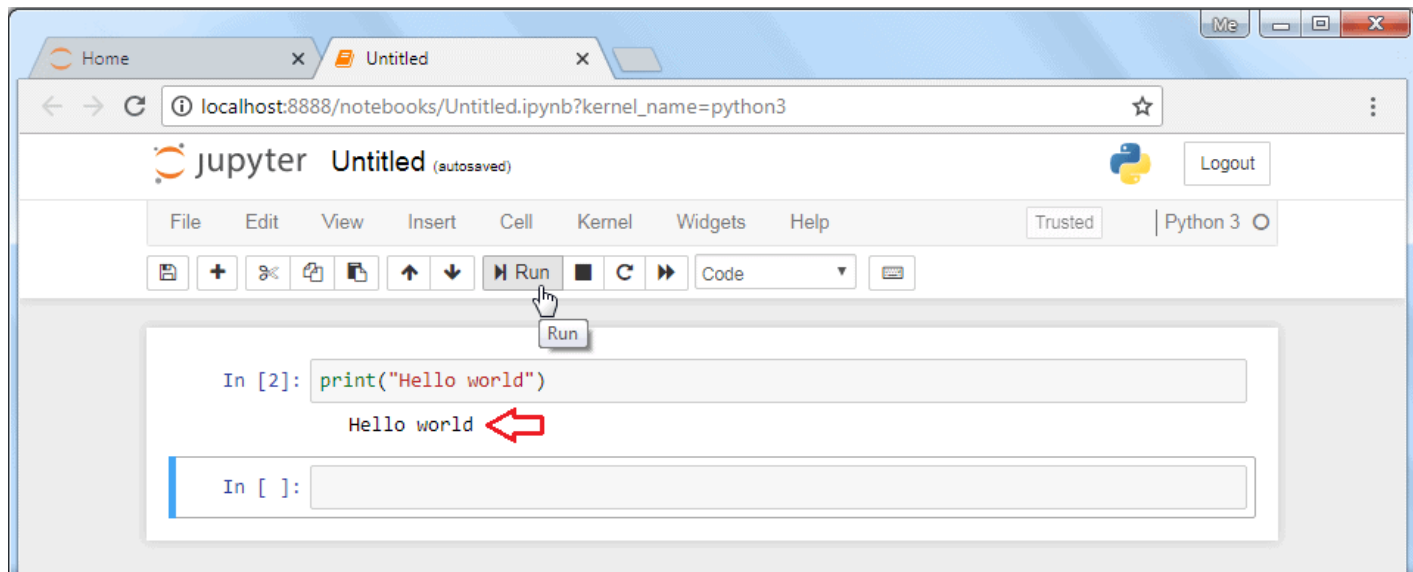 Me
Home
Untitled
localhost:8888/notebooks/Untitled.ipynb?kernel_name=python3
jupyter Untitled (autosaved)
Logout
File Edit View Insert Cell Kernel Widgets Help Trusted Python 3
Run Code
Run
In [2]: print("Hello world")
Hello world
In [ ]: